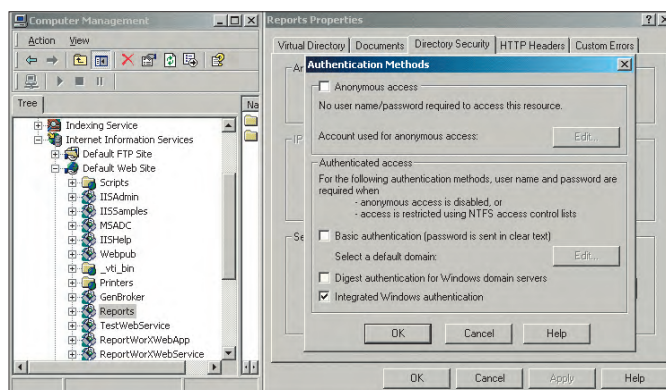 Computer Management
Action View
Tree
Indexing Service
Internet Information Services
Default FTP Site
Default Web Site
Scripts
IISAdmin
IISSamples
MSADC
IISHelp
Webpub
_vti_bin
Printers
GenBroker
Reports
TestWebService
ReportWorXWebApp
ReportWorXWebService
Na
Reports Properties
Virtual Directory Documents Directory Security HTTP Headers Custom Errors
Authentication Methods
Anonymous access
No user name/password required to access this resource.
Account used for anonymous access: Edit...
Authenticated access
For the following authentication methods, user name and password are
required when
- anonymous access is disabled, or
- access is restricted using NTFS access control lists
Basic authentication (password is sent in clear text)
Select a default domain: Edit...
Digest authentication for Windows domain servers
Integrated Windows authentication
OK Cancel Help
OK Cancel Apply Help